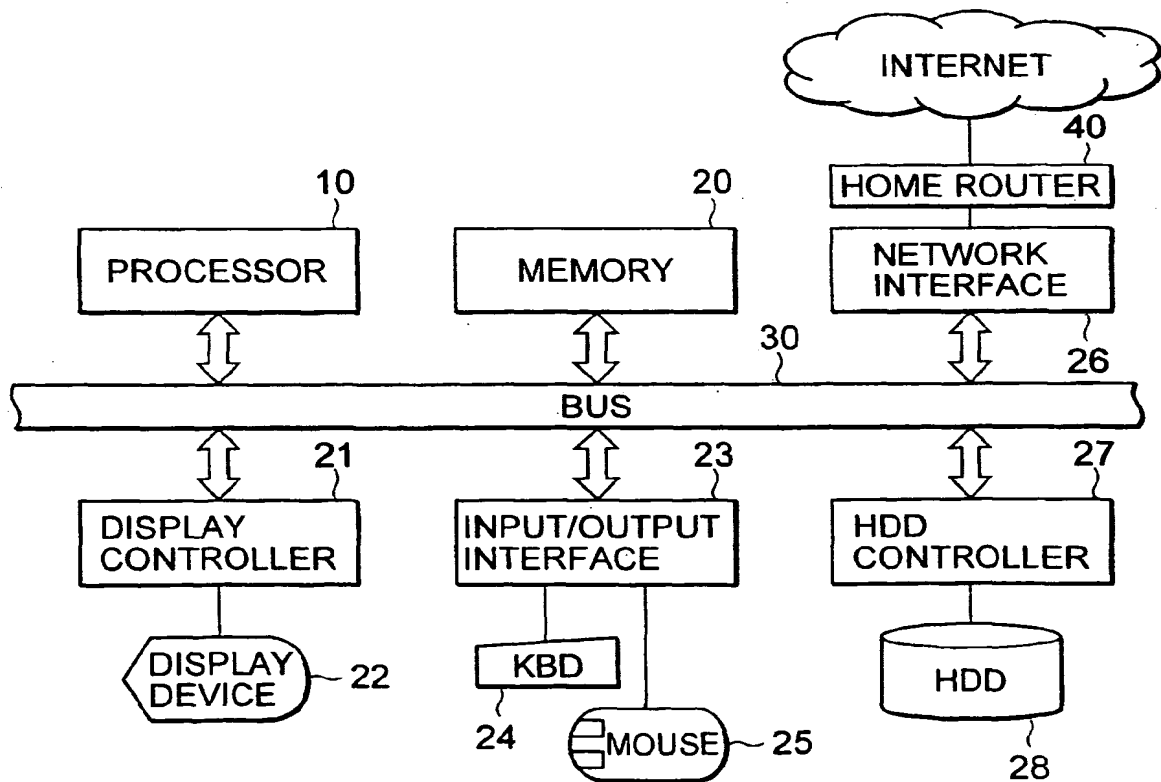 INTERNET
40
HOME ROUTER
10
PROCESSOR
20
MEMORY
NETWORK
INTERFACE
26
30
BUS
21
DISPLAY
CONTROLLER
23
INPUT/OUTPUT
INTERFACE
27
HDD
CONTROLLER
DISPLAY
DEVICE
22
KBD
24
MOUSE
25
HDD
28